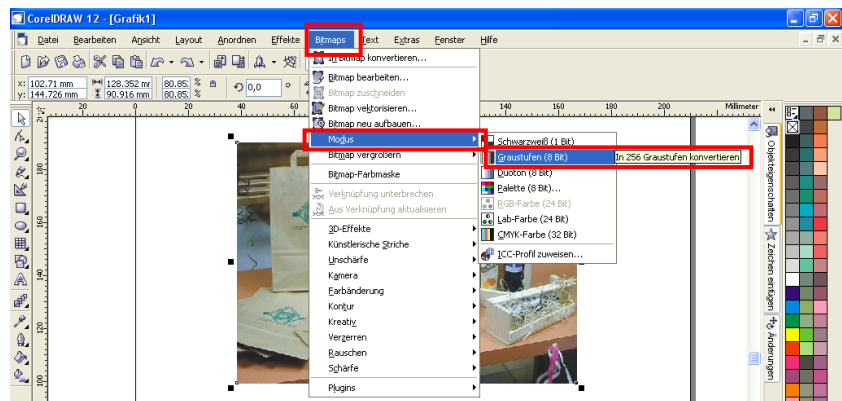 CorelDRAW 12 - [Grafik1]
Datei Bearbeiten Ansicht Layout Anordnen Effekte Bitmaps Text Extras Fenster Hilfe
x: 102.71 mm 128.352 mr 80.85 % 0,0 °
y: 144.726 mm 90.916 mm 80.85 %
20 0 20 40 60 140 160 180 200 Millimeter
In Bitmap konvertieren...
Bitmap bearbeiten...
Bitmap zuschneiden
Bitmap vektorisieren...
Bitmap neu aufbauen...
Modus
Bitmap vergrößern
Bitmap-Farbmaske
Verknüpfung unterbrechen
Aus Verknüpfung aktualisieren
3D-Effekte
Künstlerische Striche
Unschärfe
Kamera
Farbänderung
Kontur
Kreativ
Verzerren
Rauschen
Schärfe
Plugins
Schwarzweiß (1 Bit)
Graustufen (8 Bit) In 256 Graustufen konvertieren
Duoton (8 Bit)
Palette (8 Bit)...
RGB-Farbe (24 Bit)
Lab-Farbe (24 Bit)
CMYK-Farbe (32 Bit)
ICC-Profil zuweisen...
Objekteigenschaften
Zeichen einfügen
Änderungen